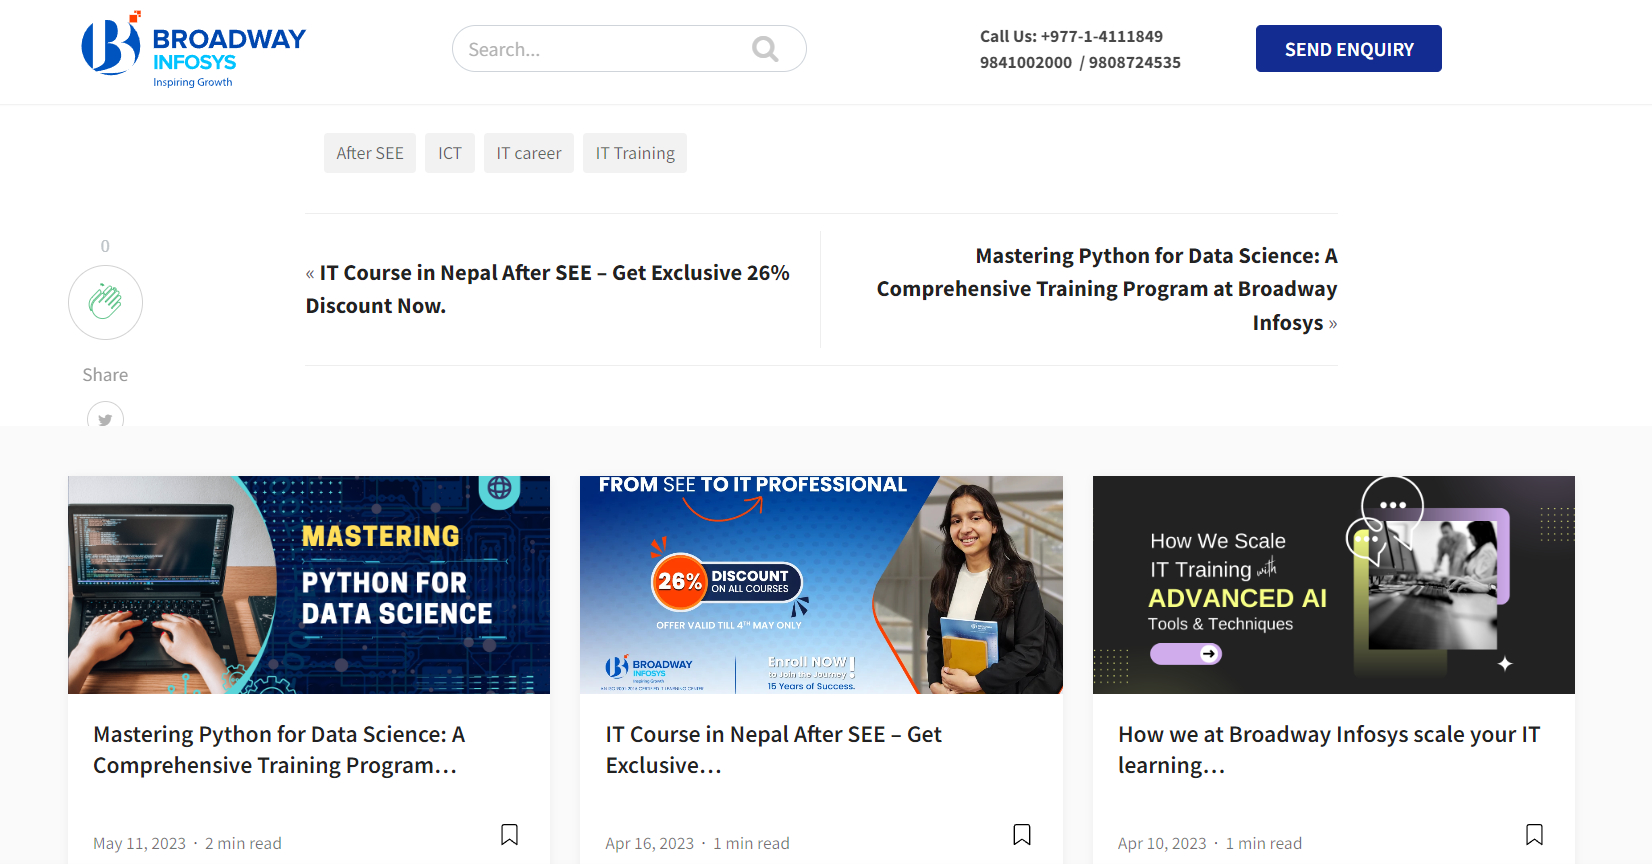 BROADWAY
INFOSYS
Inspiring Growth
Search...
Call Us: +977-1-4111849
9841002000 / 9808724535
SEND ENQUIRY
After SEE
ICT
IT career
IT Training
0
Share
« IT Course in Nepal After SEE – Get Exclusive 26%
Discount Now.
Mastering Python for Data Science: A
Comprehensive Training Program at Broadway
Infosys »
MASTERING
PYTHON FOR
DATA SCIENCE
Mastering Python for Data Science: A
Comprehensive Training Program...
May 11, 2023 · 2 min read
FROM SEE TO IT PROFESSIONAL
26%
DISCOUNT
ON ALL COURSES
OFFER VALID TILL 4TH MAY ONLY
BROADWAY
INFOSYS
Inspiring Growth
Enroll NOW!
to Join the Journey
15 Years of Success.
IT Course in Nepal After SEE – Get
Exclusive...
Apr 16, 2023 · 1 min read
How We Scale
IT Training with
ADVANCED AI
Tools & Techniques
How we at Broadway Infosys scale your IT
learning...
Apr 10, 2023 · 1 min read